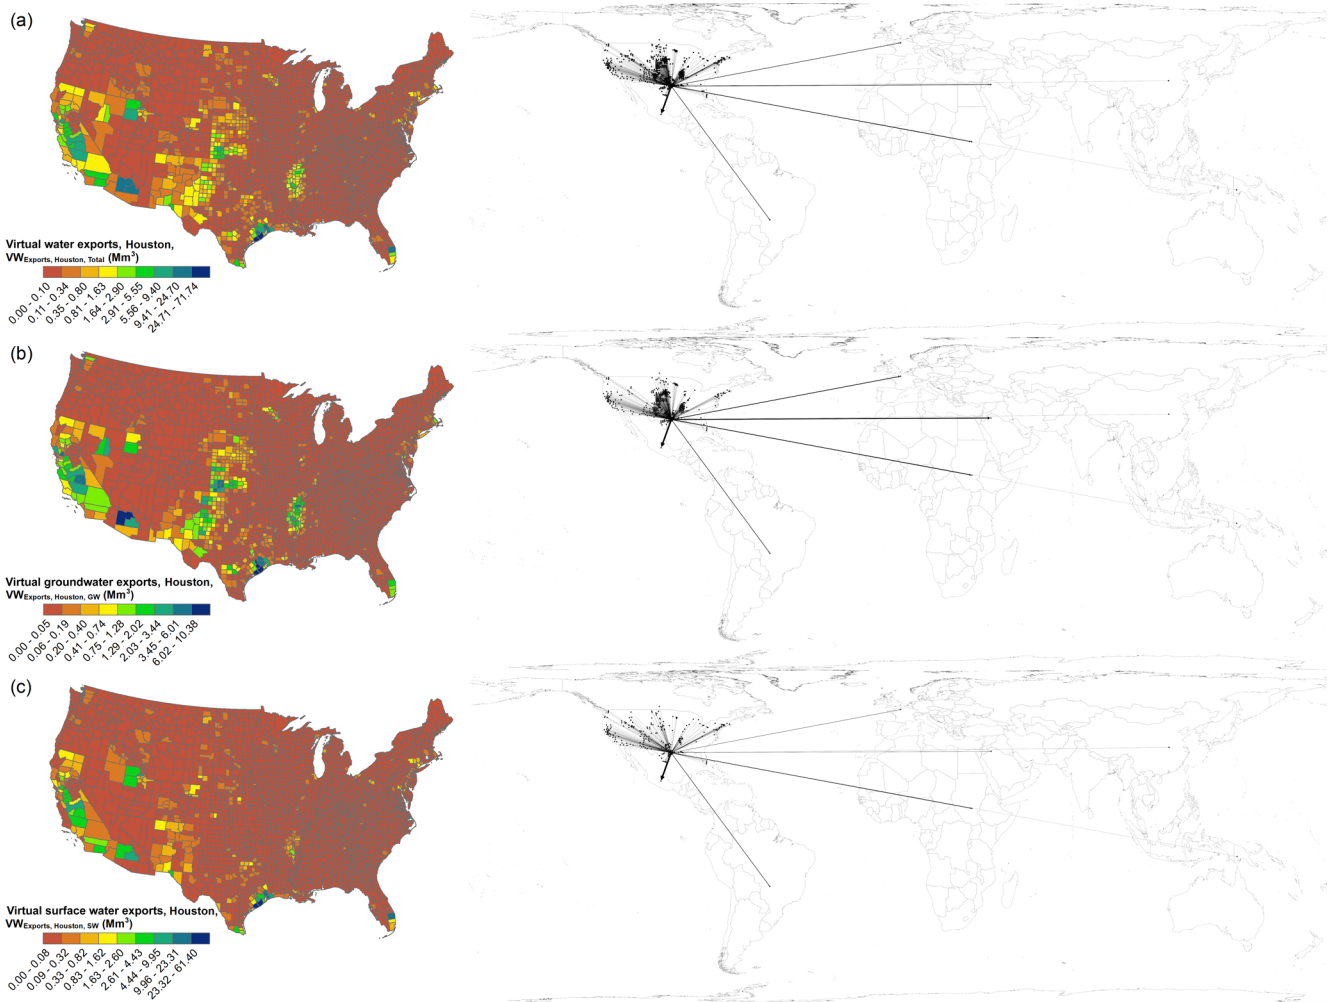 (a)
Virtual water exports, Houston,
VWExports, Houston, Total (Mm³)
0.00 - 0.10
0.11 - 0.34
0.35 - 0.80
0.81 - 1.63
1.64 - 2.90
2.91 - 5.55
5.56 - 9.40
9.41 - 24.70
24.71 - 71.74
(b)
Virtual groundwater exports, Houston,
VWExports, Houston, GW (Mm³)
0.00 - 0.05
0.06 - 0.19
0.20 - 0.40
0.41 - 0.74
0.75 - 1.28
1.29 - 2.02
2.03 - 3.44
3.45 - 6.01
6.02 - 10.38
(c)
Virtual surface water exports, Houston,
VWExports, Houston, SW (Mm³)
0.00 - 0.08
0.09 - 0.32
0.33 - 0.82
0.83 - 1.62
1.63 - 2.60
2.61 - 4.43
4.44 - 9.95
9.96 - 23.31
23.32 - 61.40